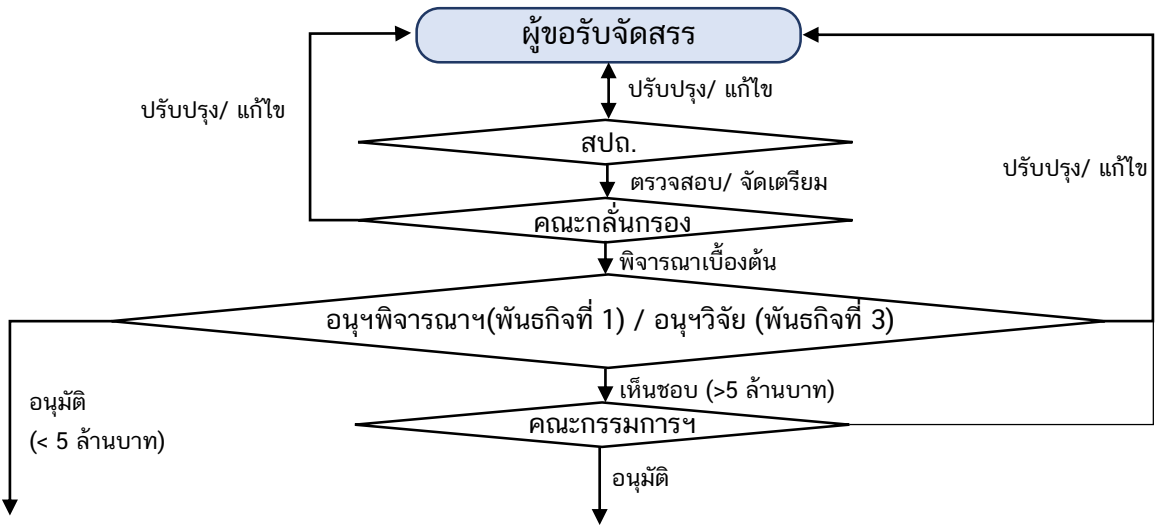 ผู้ขอรับจัดสรร
ปรับปรุง/ แก้ไข
ปรับปรุง/ แก้ไข
สปถ.
ปรับปรุง/ แก้ไข
ตรวจสอบ/ จัดเตรียม
คณะกลั่นกรอง
พิจารณาเบื้องต้น
อนุฯพิจารณาฯ(พันธกิจที่ 1) / อนุฯวิจัย (พันธกิจที่ 3)
เห็นชอบ (>5 ล้านบาท)
อนุมัติ
(< 5 ล้านบาท)
คณะกรรมการฯ
อนุมัติ